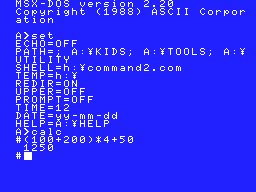 MSX-DOS version 2.20
Copyright (1988) ASCII Corpor
ation

A>set
ECHO=OFF
PATH=; A:¥KIDS; A:¥TOOLS; A:¥
UTILITY
SHELL=h:¥command2.com
TEMP=h:¥
REDIR=ON
UPPER=OFF
PROMPT=OFF
TIME=12
DATE=yy-mm-dd
HELP=A:¥HELP
A>calc
#(100+200)*4+50
 1250
#